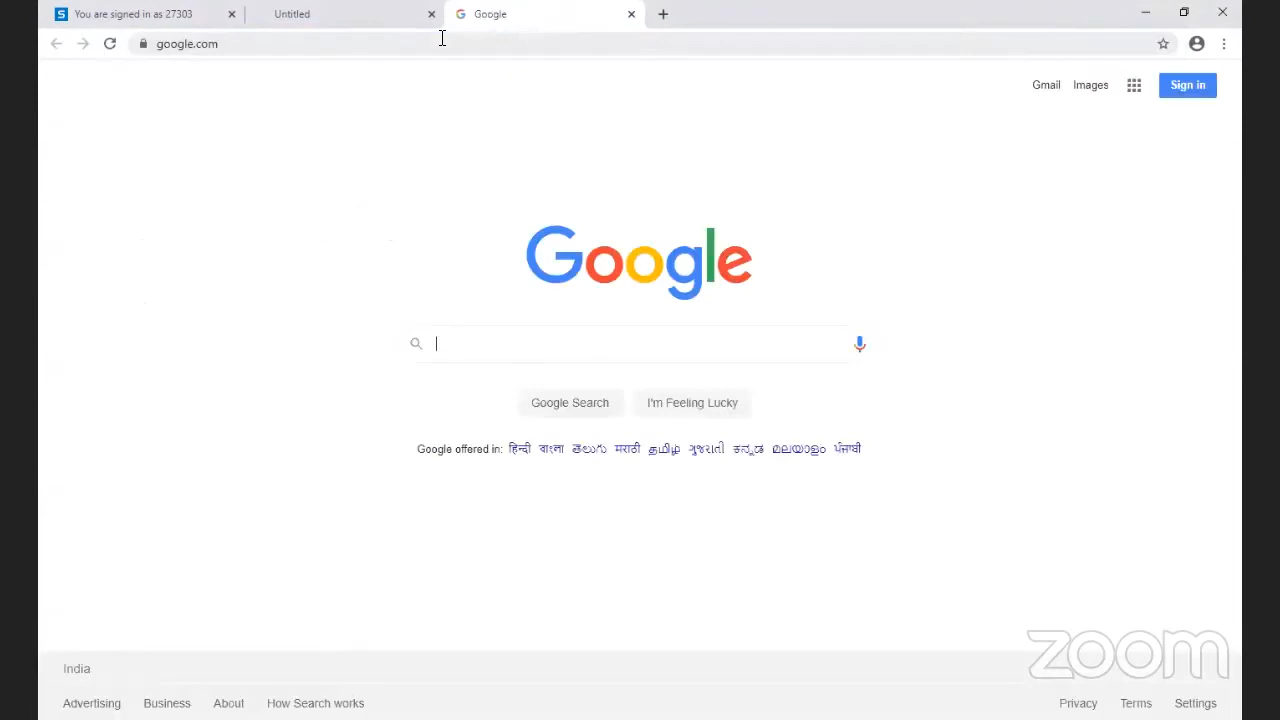 You are signed in as 27303
Untitled
Google
google.com
Gmail Images Sign in
Google
Google Search I'm Feeling Lucky
Google offered in: हिन्दी বাংলা తెలుగు मराठी தமிழ் ગુજરાતી ಕನ್ನಡ മലയാളം ਪੰਜਾਬੀ
zoom
India
Advertising Business About How Search works Privacy Terms Settings